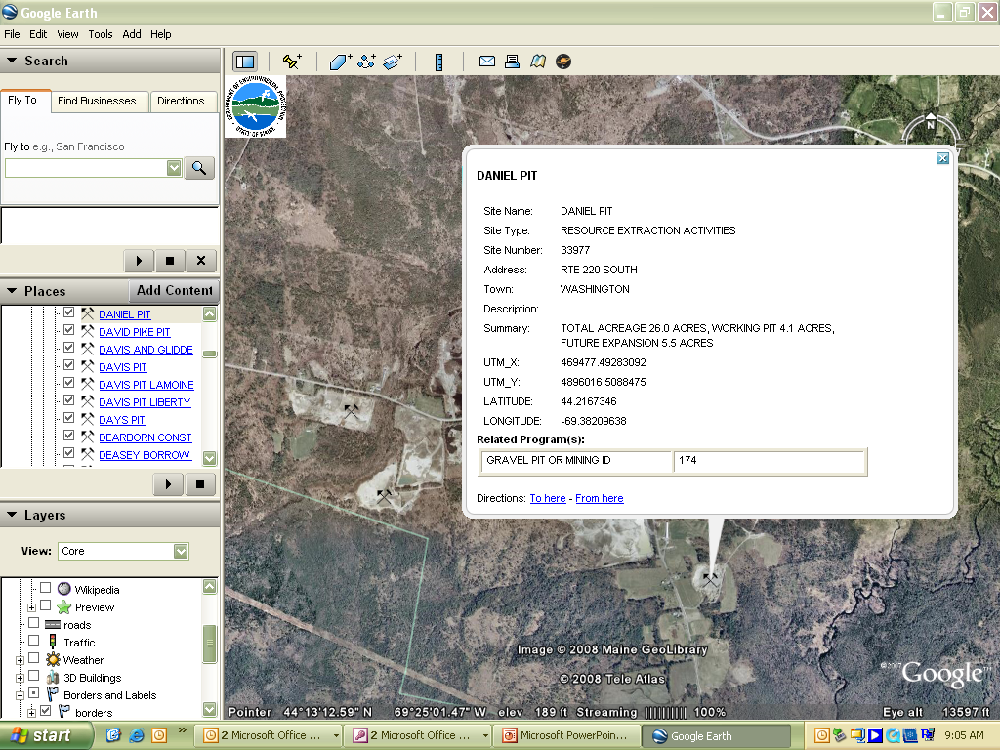 Google Earth
File Edit View Tools Add Help
Search
Fly To Find Businesses Directions
Fly to e.g., San Francisco
Places Add Content
DANIEL PIT
DAVID PIKE PIT
DAVIS AND GLIDDE
DAVIS PIT
DAVIS PIT LAMOINE
DAVIS PIT LIBERTY
DAYS PIT
DEARBORN CONST
DEASEY BORROW
Layers
View: Core
Wikipedia
Preview
roads
Traffic
Weather
3D Buildings
Borders and Labels
borders
DEPARTMENT OF ENVIRONMENTAL PROTECTION
STATE OF MAINE
N
DANIEL PIT
Site Name: DANIEL PIT
Site Type: RESOURCE EXTRACTION ACTIVITIES
Site Number: 33977
Address: RTE 220 SOUTH
Town: WASHINGTON
Description:
Summary: TOTAL ACREAGE 26.0 ACRES, WORKING PIT 4.1 ACRES,
FUTURE EXPANSION 5.5 ACRES
UTM_X: 469477.49283092
UTM_Y: 4896016.5088475
LATITUDE: 44.2167346
LONGITUDE: -69.38209638
Related Program(s):
GRAVEL PIT OR MINING ID 174
Directions: To here - From here
Image © 2008 Maine GeoLibrary
© 2008 Tele Atlas
©2007 Google™
Pointer 44°13'12.59" N 69°25'01.47" W elev 189 ft Streaming 100% Eye alt 13597 ft
start » 2 Microsoft Office ... 2 Microsoft Office ... Microsoft PowerPoin... Google Earth 9:05 AM